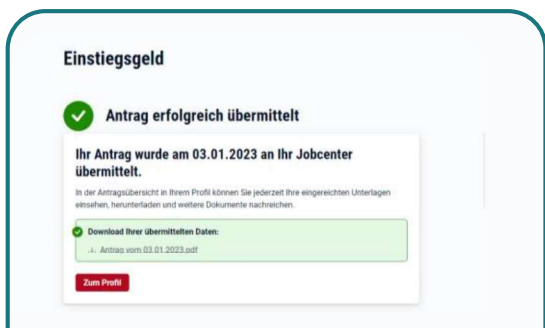 Einstiegsgeld
Antrag erfolgreich übermittelt
Ihr Antrag wurde am 03.01.2023 an Ihr Jobcenter
übermittelt.
In der Antragsübersicht in Ihrem Profil können Sie jederzeit Ihre eingereichten Unterlagen
einsehen, herunterladen und weitere Dokumente nachreichen.
Download Ihrer übermittelten Daten:
Antrag vom 03.01.2023.pdf
Zum Profil